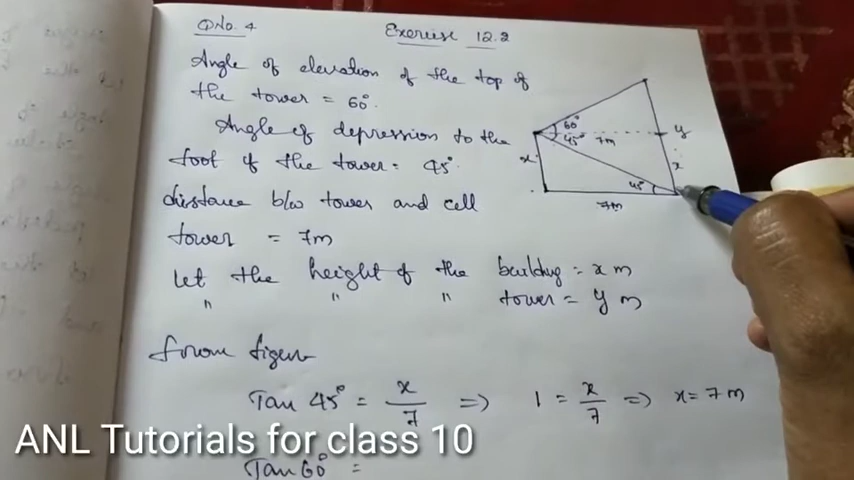 QNo. 4
Exercise 12.2
Angle of elevation of the top of
the tower = 60°.
Angle of depression to the
foot of the tower = 45°
distance b/w tower and cell
tower = 7m
let the height of the building = x m
" " " tower = y m
from figure
Tan 45° = x/7 => 1 = x/7 => x = 7 m
Tan 60° =
60°
45°
7m
y
x
x
45°
7m
ANL Tutorials for class 10